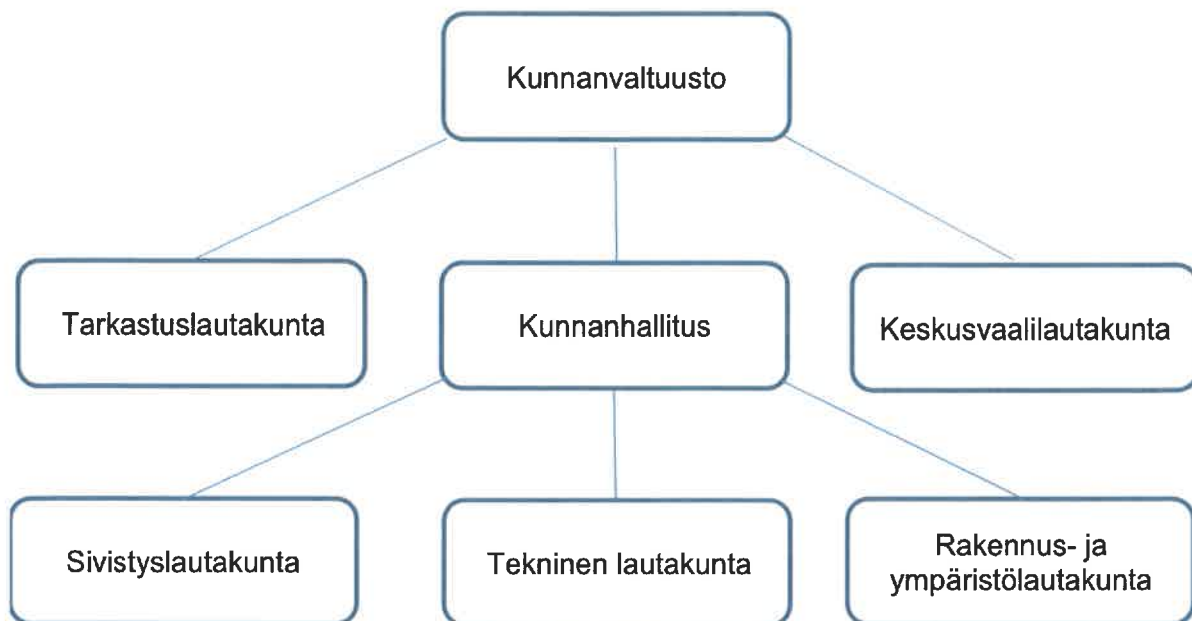 Kunnanvaltuusto
Tarkastuslautakunta
Kunnanhallitus
Keskusvaalilautakunta
Sivistyslautakunta
Tekninen lautakunta
Rakennus- ja
ympäristölautakunta